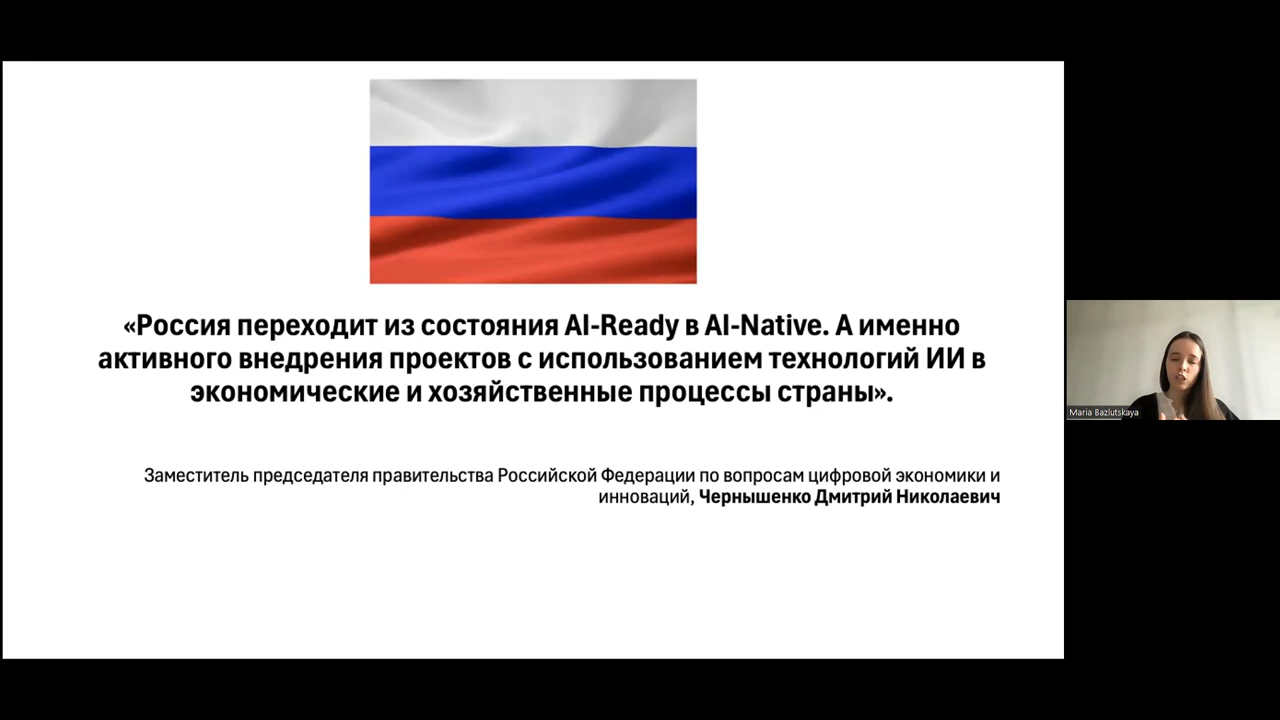 «Россия переходит из состояния AI-Ready в AI-Native. А именно
активного внедрения проектов с использованием технологий ИИ в
экономические и хозяйственные процессы страны».
Заместитель председателя правительства Российской Федерации по вопросам цифровой экономики и
инноваций, Чернышенко Дмитрий Николаевич
Maria Bazlutskaya